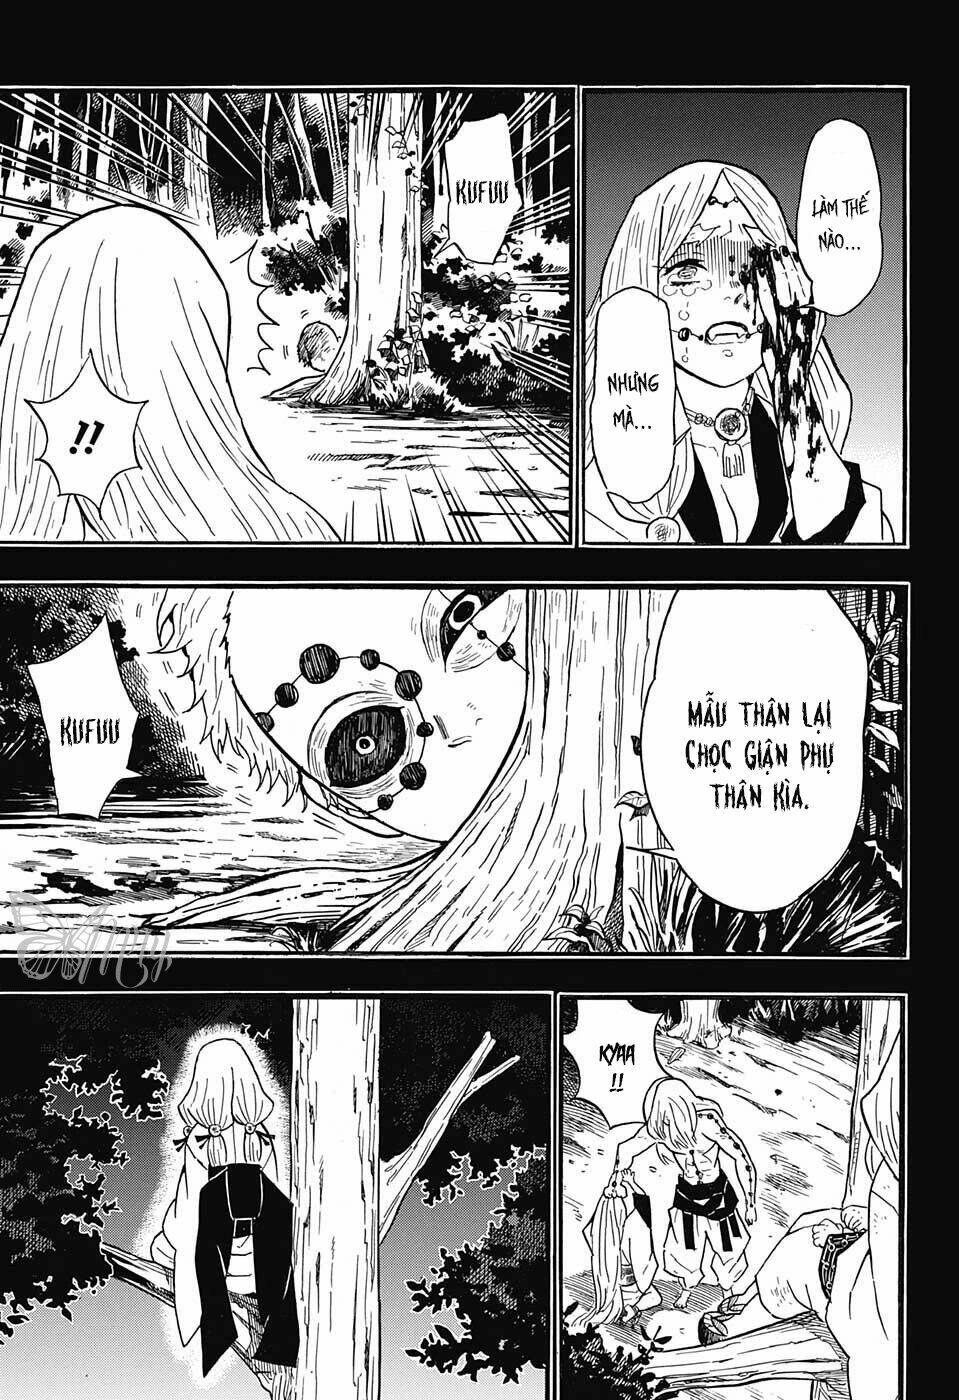 LÀM THẾ
NÀO...
NHƯNG
MÀ...
KUFUU
!!
MẪU THÂN LẠI
CHỌC GIẬN PHỤ
THÂN KÌA.
KUFUU
KYAA
!!